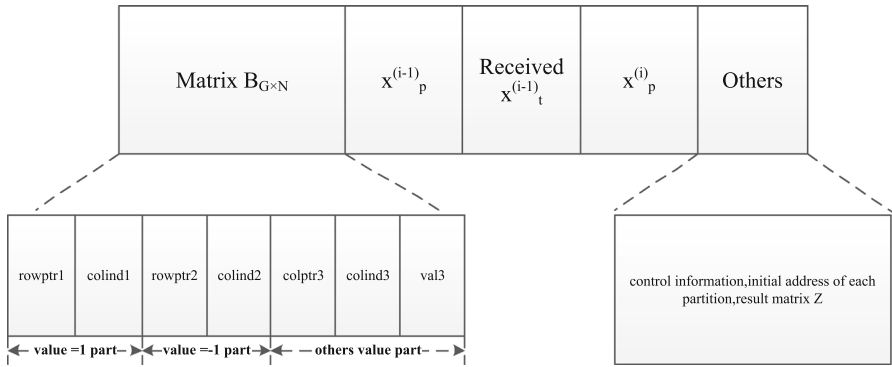 Matrix B_{G×N}
x^{(i-1)}_p
Received
x^{(i-1)}_t
x^{(i)}_p
Others
rowptr1
colind1
rowptr2
colind2
colptr3
colind3
val3
control information,initial address of each
partition,result matrix Z
value =1 part
value =-1 part
others value part